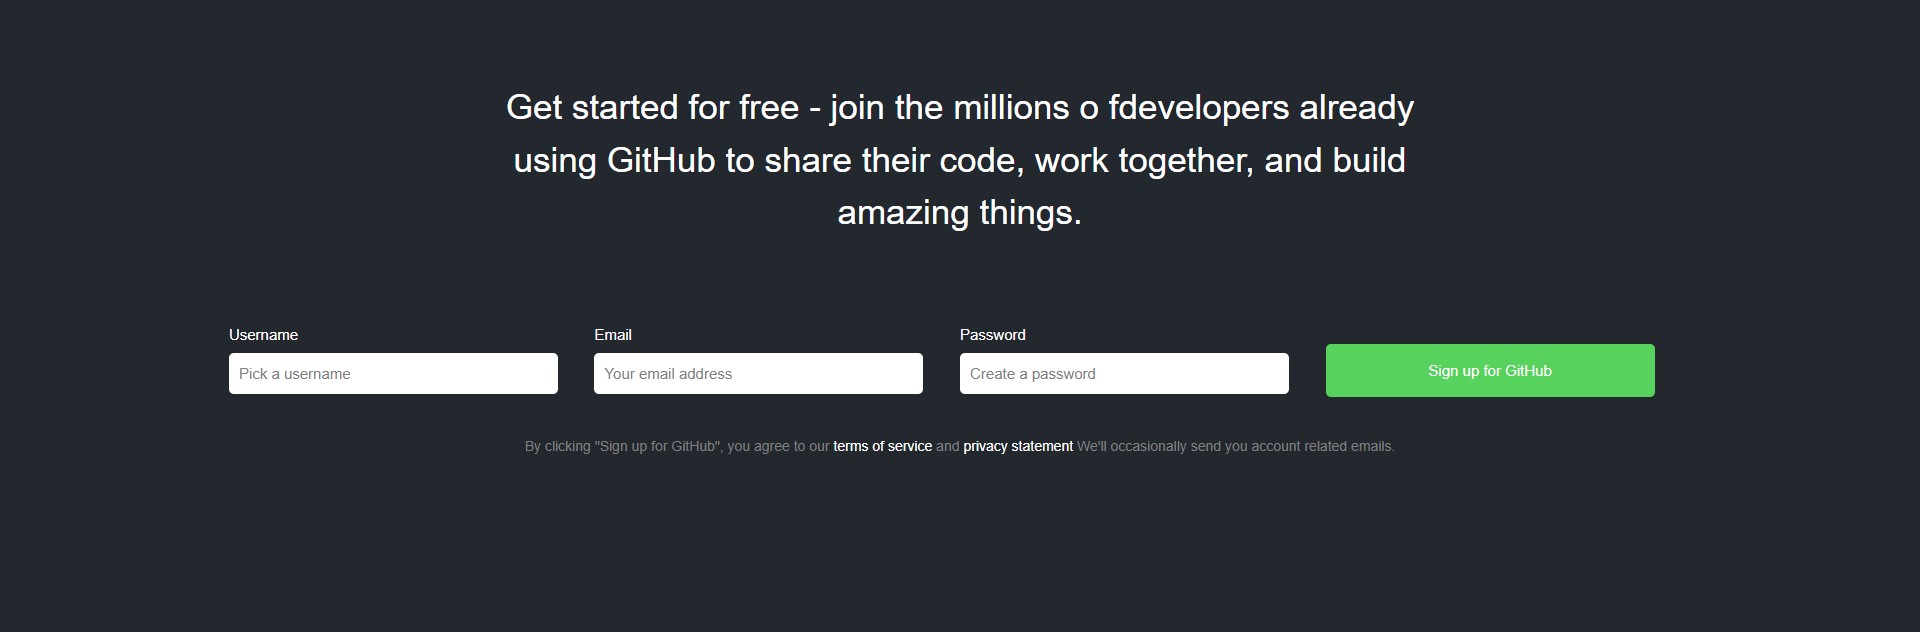 Get started for free - join the millions o fdevelopers already
using GitHub to share their code, work together, and build
amazing things.
Username
Email
Password
Pick a username
Your email address
Create a password
Sign up for GitHub
By clicking "Sign up for GitHub", you agree to our terms of service and privacy statement We'll occasionally send you account related emails.